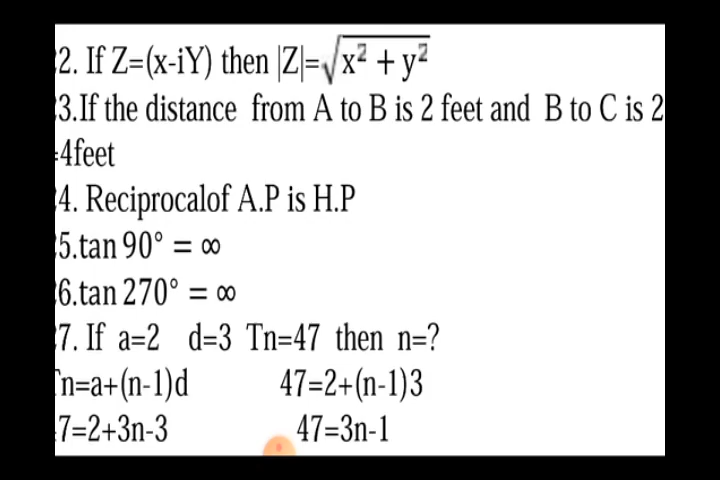 2. If Z=(x-iY) then |Z|=√x² + y²
3.If the distance from A to B is 2 feet and B to C is 2
=4feet
4. Reciprocalof A.P is H.P
5.tan 90° = ∞
6.tan 270° = ∞
7. If a=2 d=3 Tn=47 then n=?
n=a+(n-1)d 47=2+(n-1)3
7=2+3n-3 47=3n-1